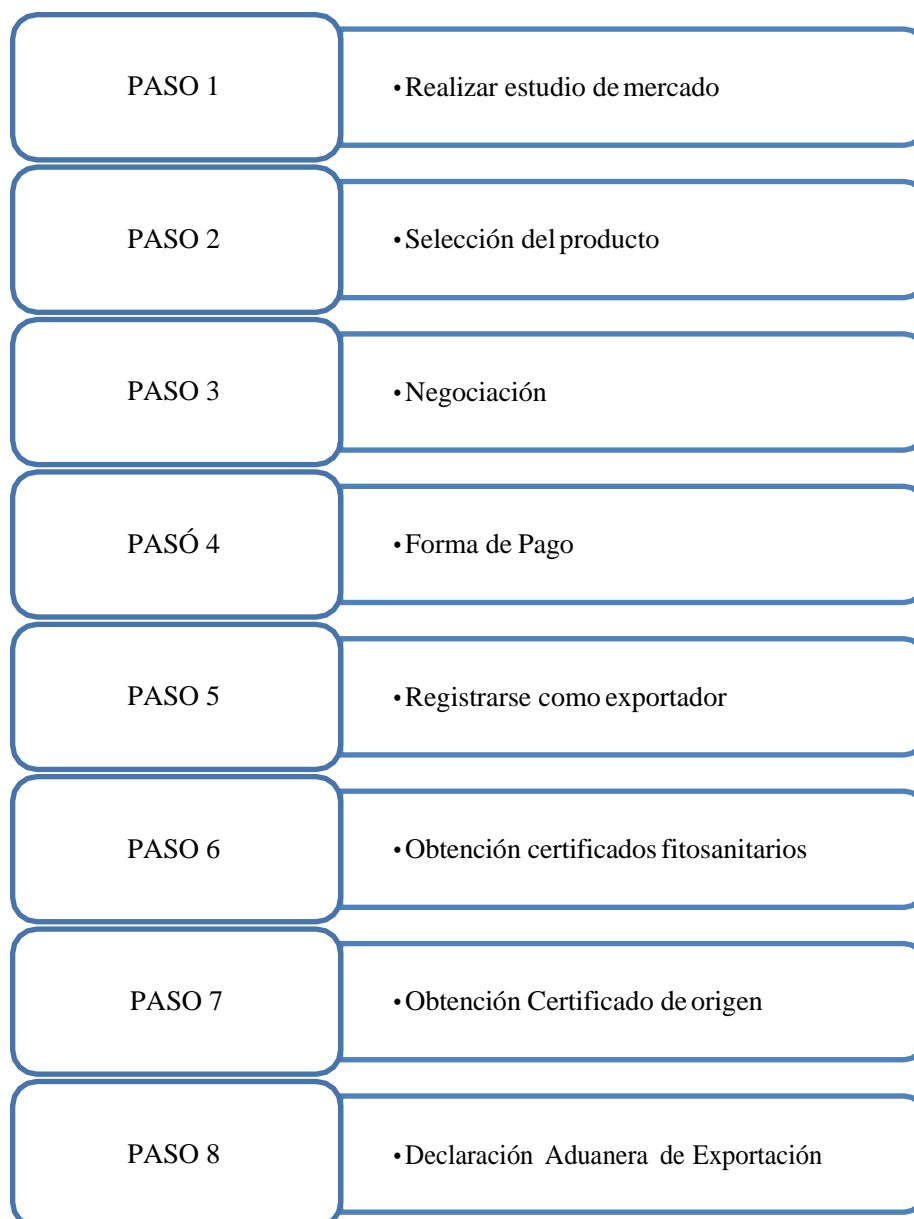 PASO 1
•Realizar estudio de mercado
PASO 2
•Selección del producto
PASO 3
•Negociación
PASÓ 4
•Forma de Pago
PASO 5
•Registrarse como exportador
PASO 6
•Obtención certificados fitosanitarios
PASO 7
•Obtención Certificado de origen
PASO 8
•Declaración Aduanera de Exportación